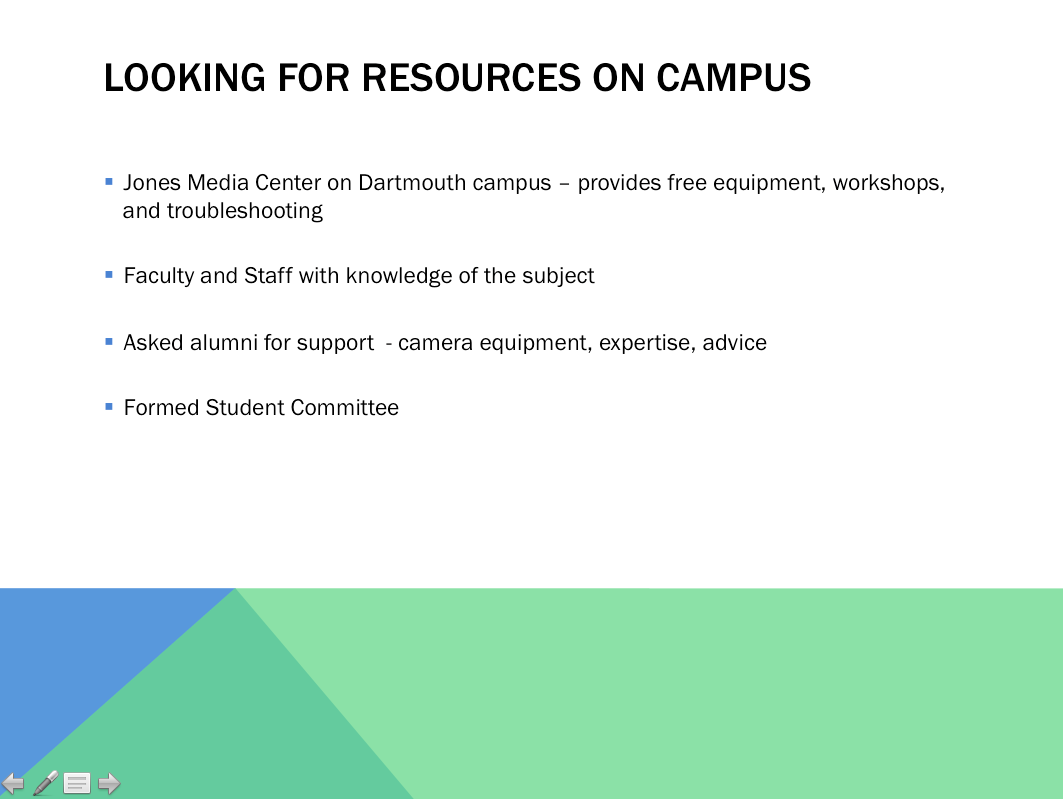 LOOKING FOR RESOURCES ON CAMPUS
Jones Media Center on Dartmouth campus – provides free equipment, workshops,
and troubleshooting
Faculty and Staff with knowledge of the subject
Asked alumni for support  - camera equipment, expertise, advice
Formed Student Committee